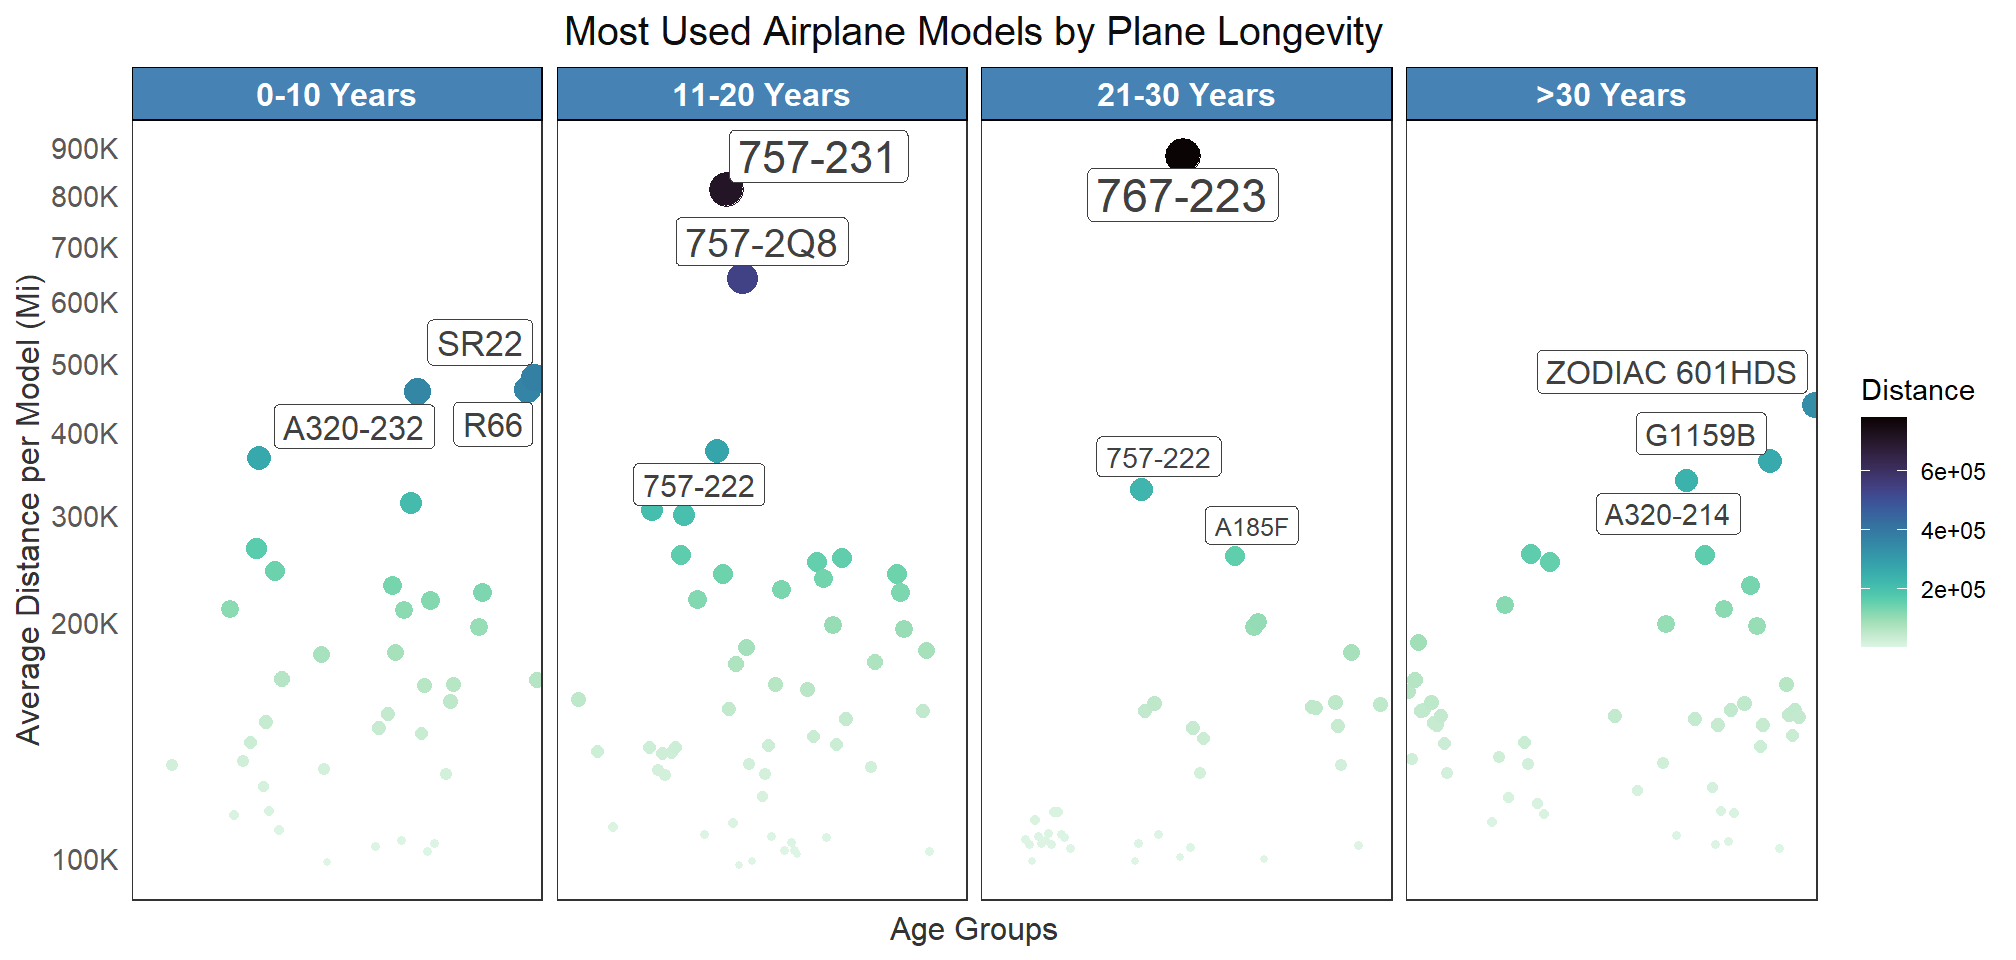 Most Used Airplane Models by Plane Longevity
0-10 Years
11-20 Years
21-30 Years
>30 Years
Average Distance per Model (Mi)
900K
800K
700K
600K
500K
400K
300K
200K
100K
SR22
A320-232
R66
757-231
757-2Q8
757-222
767-223
757-222
A185F
ZODIAC 601HDS
G1159B
A320-214
Distance
6e+05
4e+05
2e+05
Age Groups